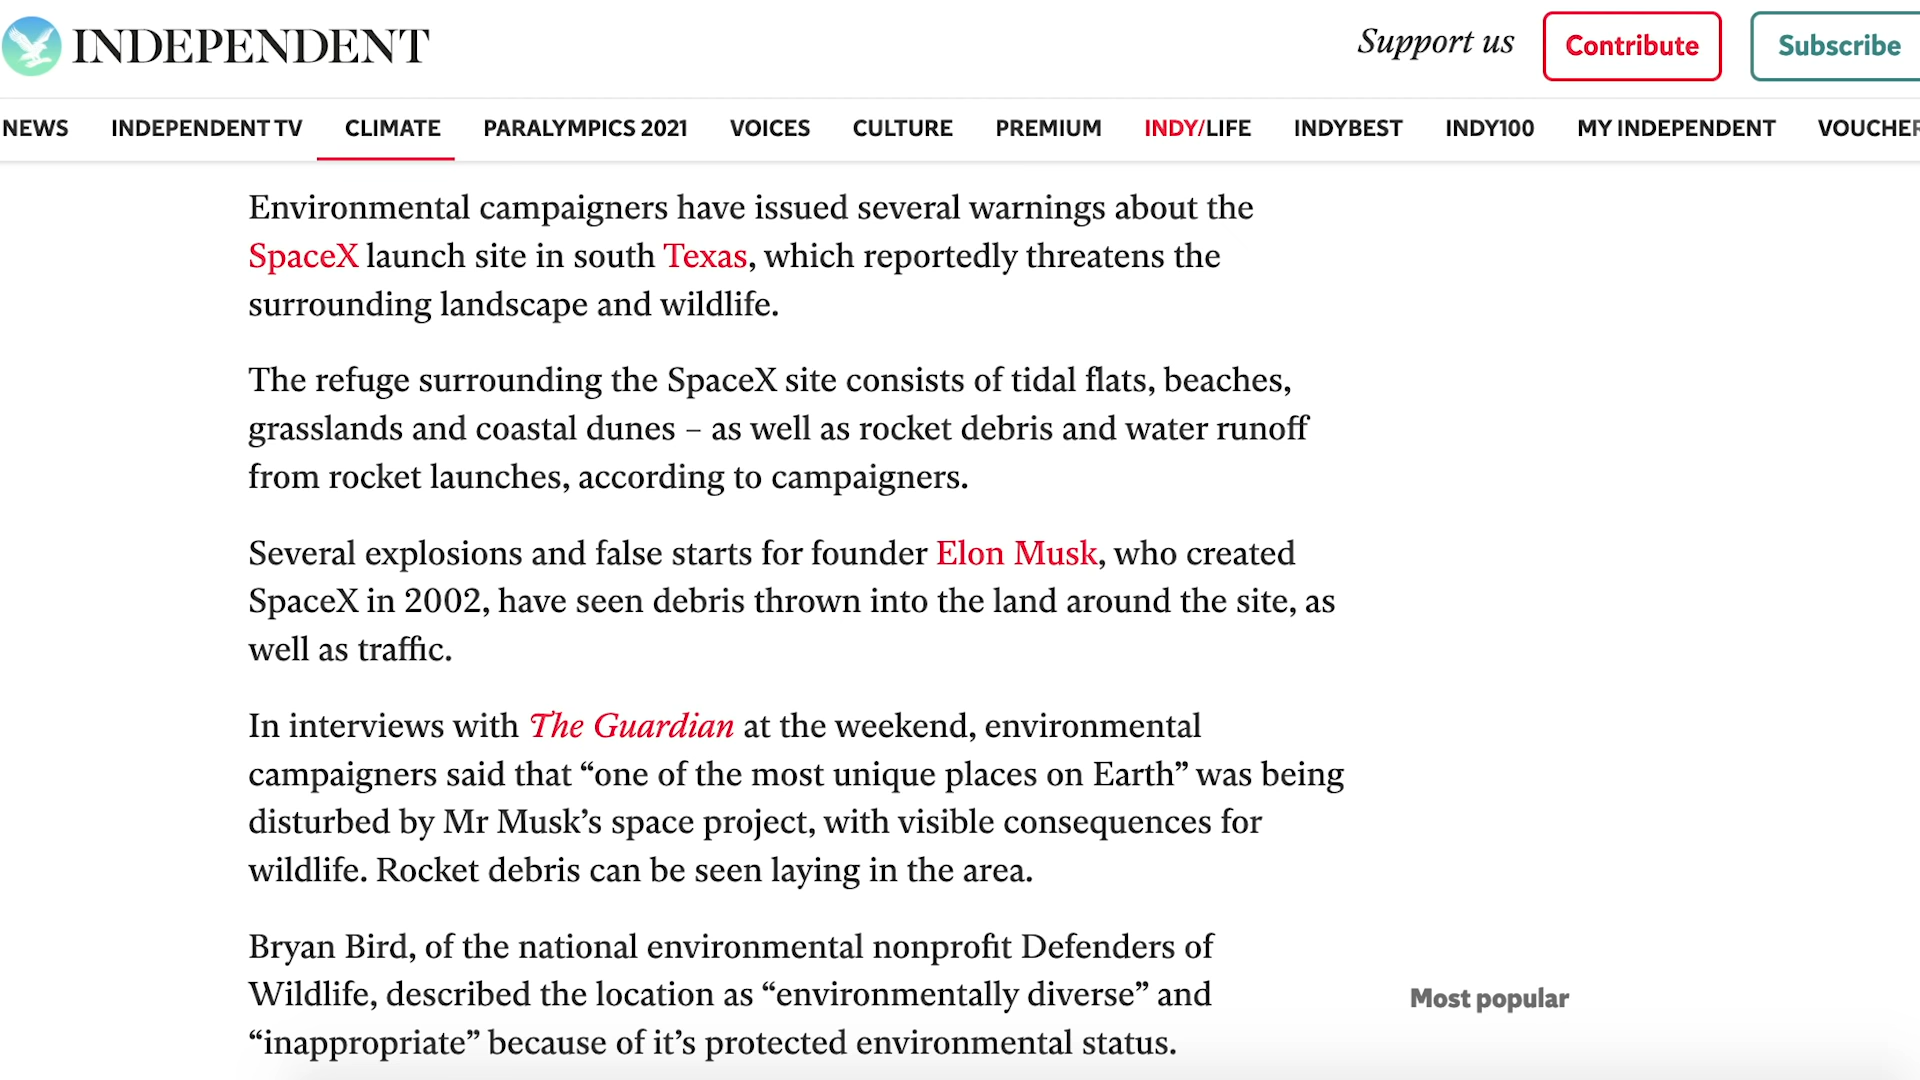 INDEPENDENT
Support us
Contribute
Subscribe
NEWS INDEPENDENT TV CLIMATE PARALYMPICS 2021 VOICES CULTURE PREMIUM INDY/LIFE INDYBEST INDY100 MY INDEPENDENT VOUCHER
Environmental campaigners have issued several warnings about the
SpaceX launch site in south Texas, which reportedly threatens the
surrounding landscape and wildlife.
The refuge surrounding the SpaceX site consists of tidal flats, beaches,
grasslands and coastal dunes – as well as rocket debris and water runoff
from rocket launches, according to campaigners.
Several explosions and false starts for founder Elon Musk, who created
SpaceX in 2002, have seen debris thrown into the land around the site, as
well as traffic.
In interviews with The Guardian at the weekend, environmental
campaigners said that “one of the most unique places on Earth” was being
disturbed by Mr Musk’s space project, with visible consequences for
wildlife. Rocket debris can be seen laying in the area.
Bryan Bird, of the national environmental nonprofit Defenders of
Wildlife, described the location as “environmentally diverse” and
“inappropriate” because of it’s protected environmental status.
Most popular